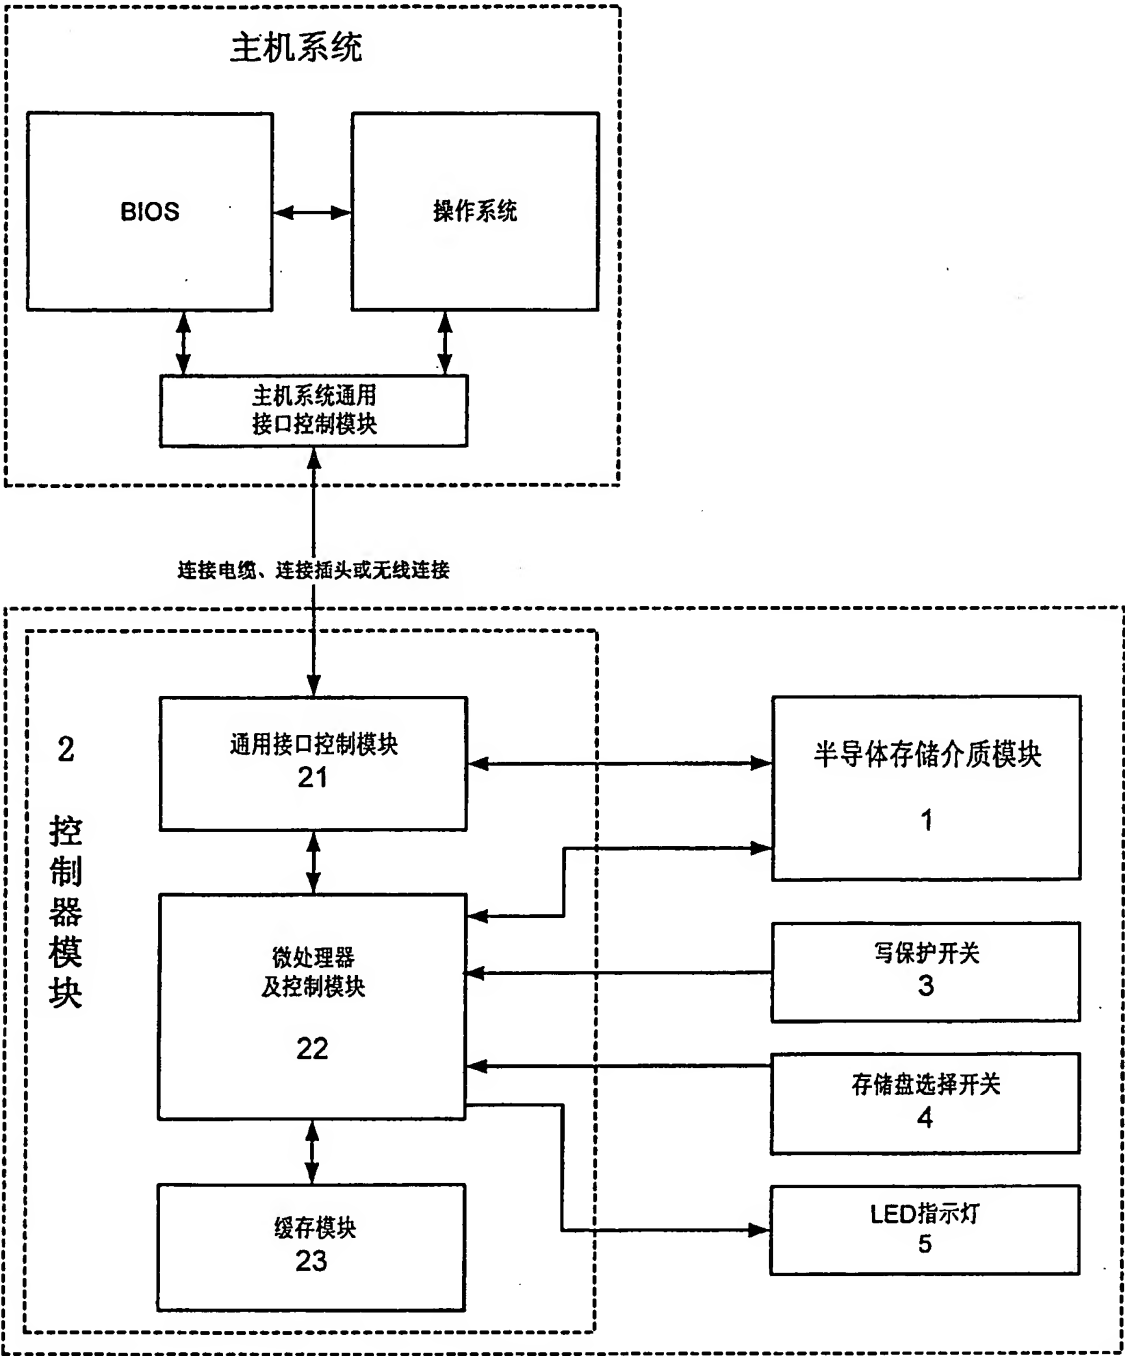 主机系统
BIOS
操作系统
主机系统通用
接口控制模块
连接电缆、连接插头或无线连接
2
控制器模块
通用接口控制模块
21
半导体存储介质模块
1
微处理器
及控制模块
22
写保护开关
3
存储盘选择开关
4
缓存模块
23
LED指示灯
5